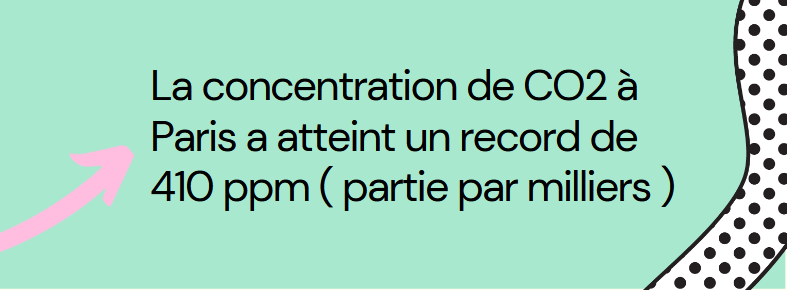 La concentration de CO2 à
Paris a atteint un record de
410 ppm ( partie par milliers )